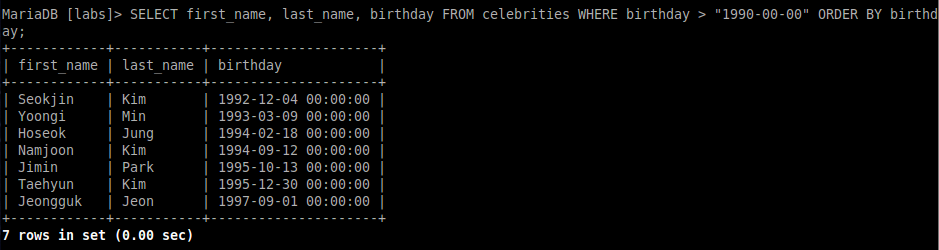 MariaDB [labs]> SELECT first_name, last_name, birthday FROM celebrities WHERE birthday > "1990-00-00" ORDER BY birthd
ay;
+------------+-----------+---------------------+
| first_name | last_name | birthday            |
+------------+-----------+---------------------+
| Seokjin    | Kim       | 1992-12-04 00:00:00 |
| Yoongi     | Min       | 1993-03-09 00:00:00 |
| Hoseok     | Jung      | 1994-02-18 00:00:00 |
| Namjoon    | Kim       | 1994-09-12 00:00:00 |
| Jimin      | Park      | 1995-10-13 00:00:00 |
| Taehyun    | Kim       | 1995-12-30 00:00:00 |
| Jeongguk   | Jeon      | 1997-09-01 00:00:00 |
+------------+-----------+---------------------+
7 rows in set (0.00 sec)